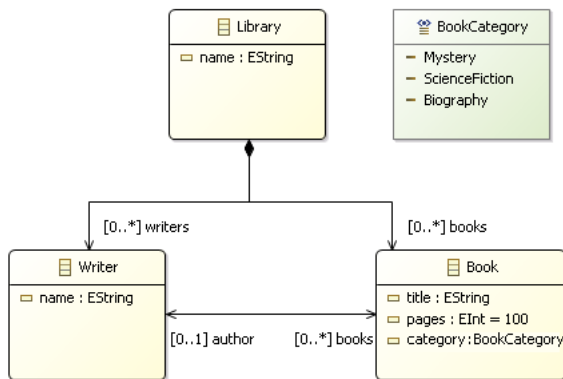 Library
name : EString
BookCategory
Mystery
ScienceFiction
Biography
[0..*] writers
[0..*] books
Writer
name : EString
Book
title : EString
pages : EInt = 100
category:BookCategory
[0..1] author
[0..*] books